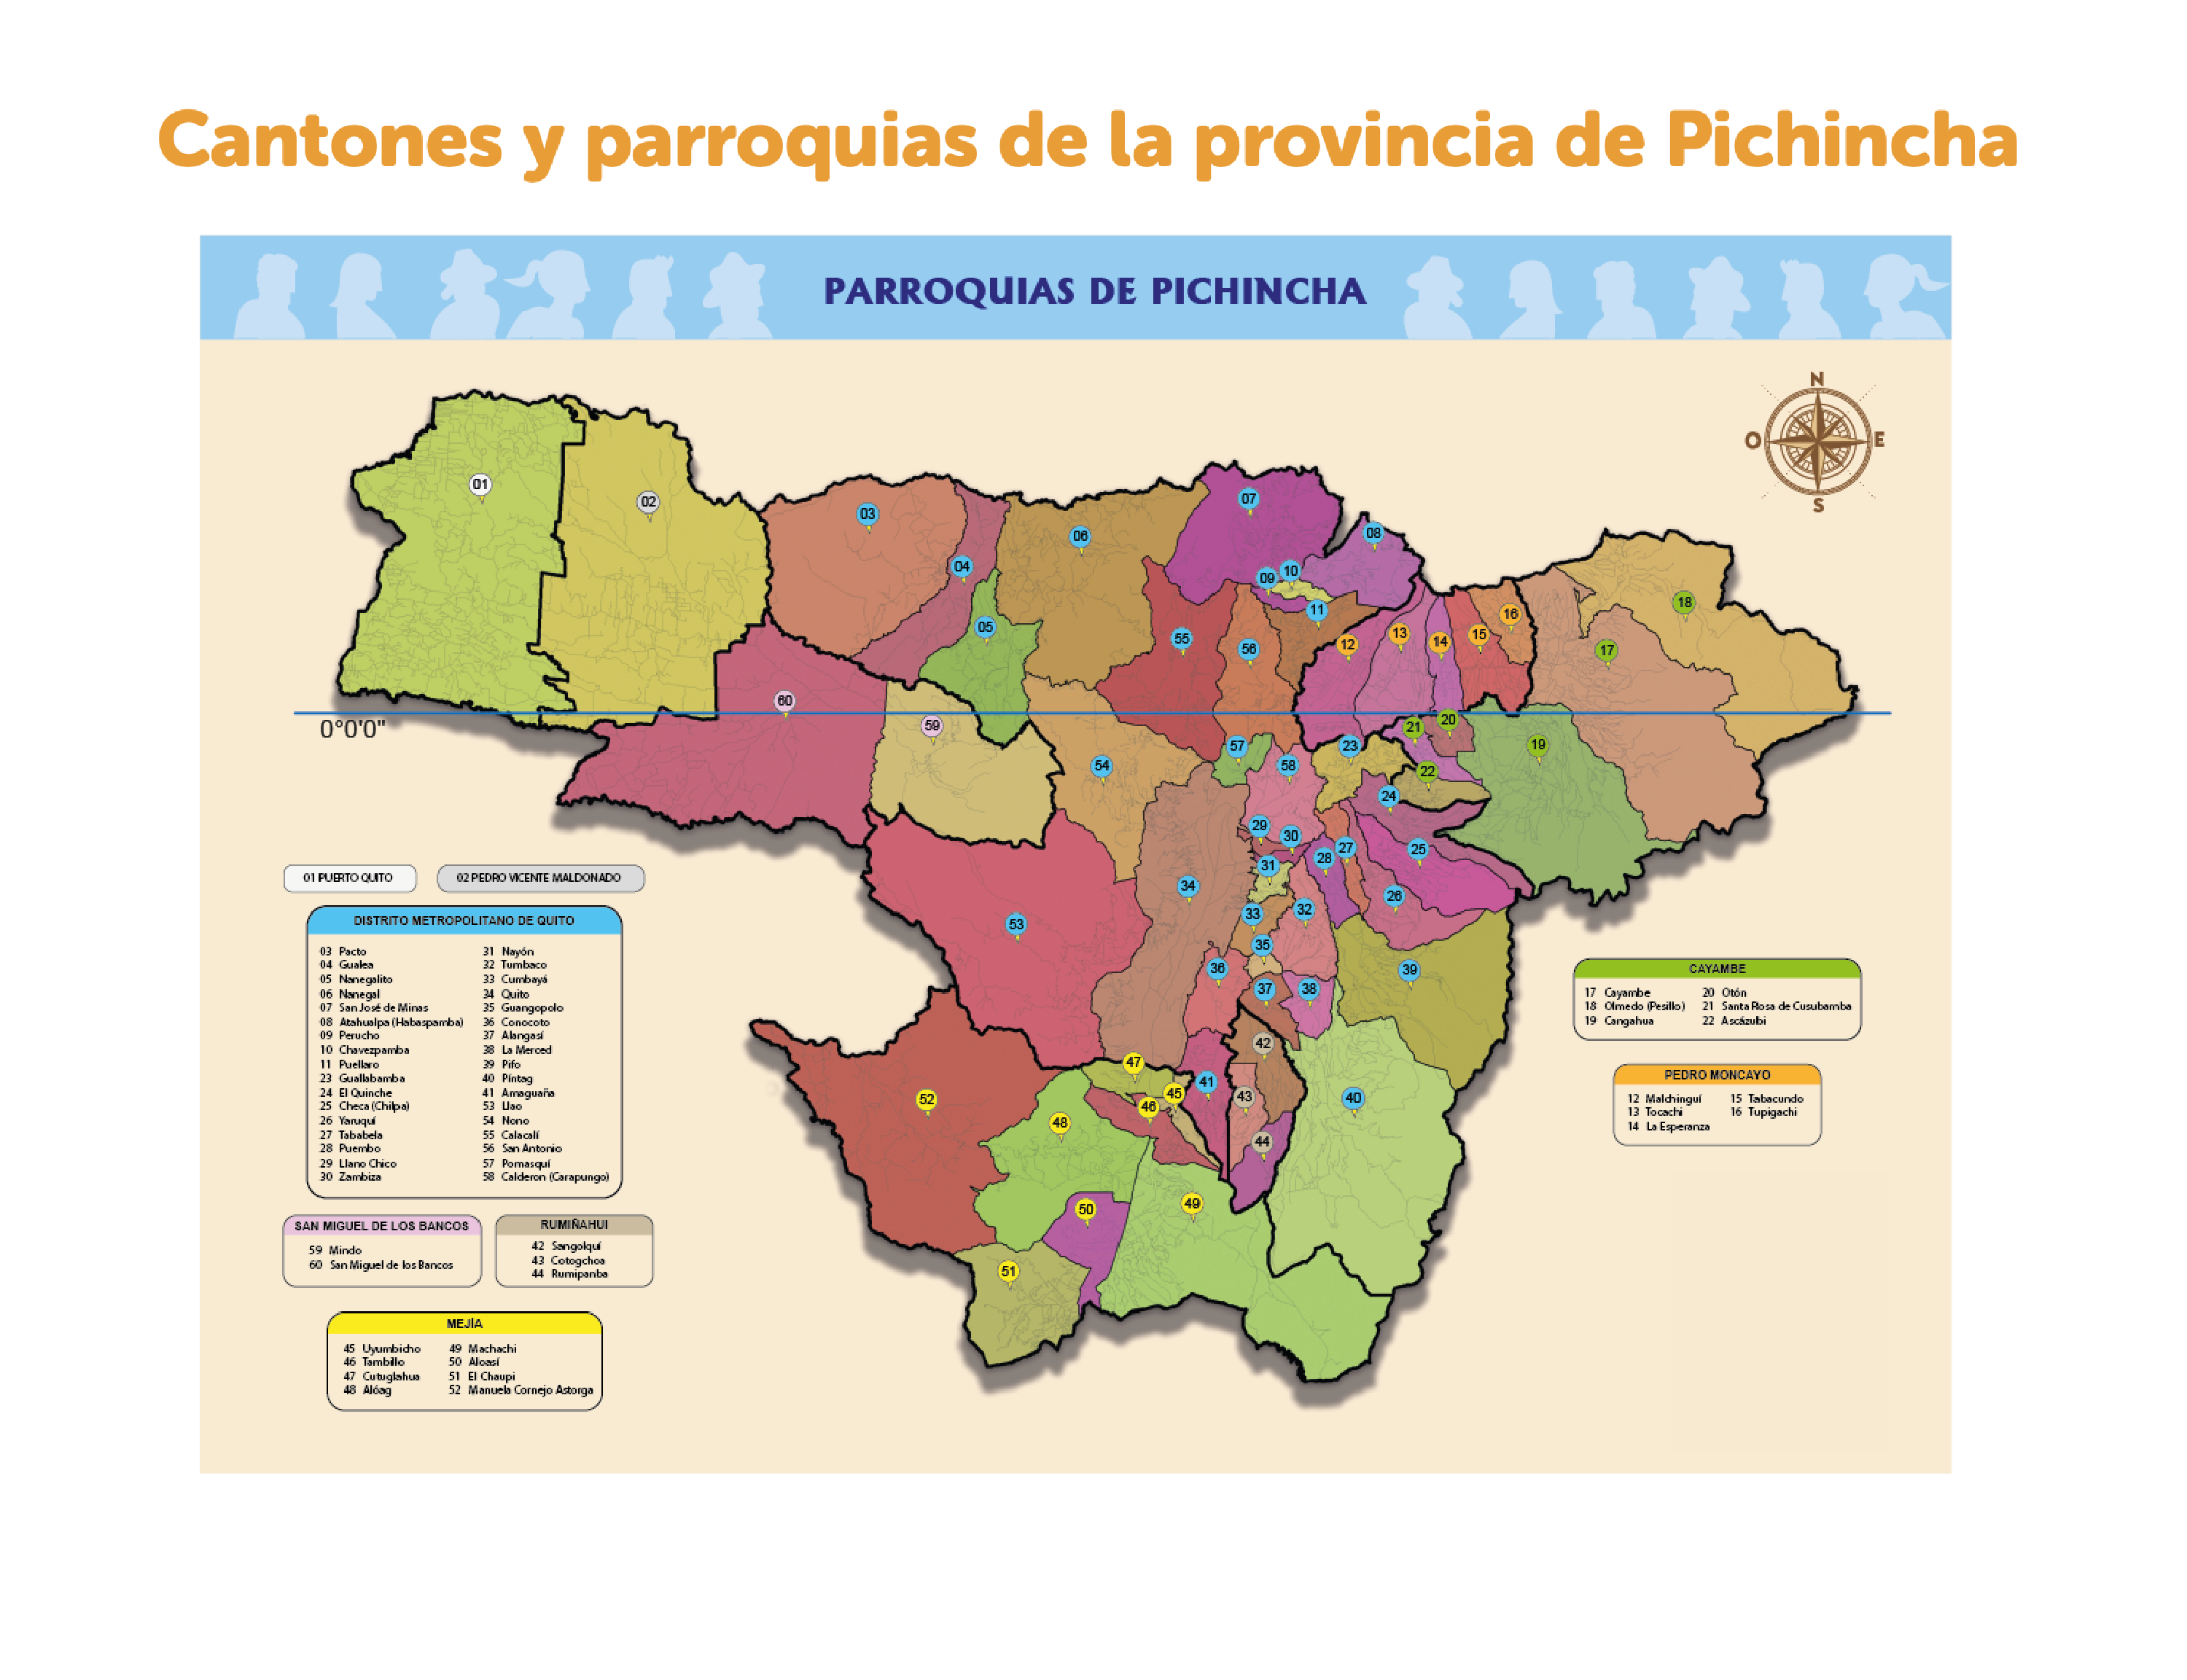 Cantones y parroquias de la provincia de Pichincha
PARROQUIAS DE PICHINCHA
N
O
E
S
01
02
03
04
05
06
07
08
09
10
11
12
13
14
15
16
17
18
55
56
60
59
0°0'0"
57
54
58
23
21
20
22
19
24
29
30
31
28
27
25
26
34
33
32
35
53
36
37
38
39
42
47
41
43
40
45
46
52
48
44
50
49
51
01 PUERTO QUITO
02 PEDRO VICENTE MALDONADO
DISTRITO METROPOLITANO DE QUITO
03 Pacto
04 Gualea
05 Nanegalito
06 Nanegal
07 San José de Minas
08 Atahualpa (Habaspamba)
09 Perucho
10 Chavezpamba
11 Puellaro
23 Guallabamba
24 El Quinche
25 Checa (Chilpa)
26 Yaruquí
27 Tababela
28 Puembo
29 Llano Chico
30 Zambiza
31 Nayón
32 Tumbaco
33 Cumbayá
34 Quito
35 Guangopolo
36 Conocoto
37 Alangasí
38 La Merced
39 Pifo
40 Píntag
41 Amaguaña
53 Lloo
54 Nono
55 Calacalí
56 San Antonio
57 Pomasquí
58 Calderon (Carapungo)
SAN MIGUEL DE LOS BANCOS
59 Mindo
60 San Miguel de los Bancos
RUMIÑAHUI
42 Sangolquí
43 Cotogchoa
44 Rumipanba
MEJÍA
45 Uyumbicho
46 Tambillo
47 Cutuglahua
48 Alóag
49 Machachi
50 Aloasí
51 El Chaupi
52 Manuela Cornejo Astorga
CAYAMBE
17 Cayambe
18 Olmedo (Pesillo)
19 Cangahua
20 Otón
21 Santa Rosa de Cusubamba
22 Ascázubi
PEDRO MONCAYO
12 Malchinguí
13 Tocachi
14 La Esperanza
15 Tabacundo
16 Tupigachi